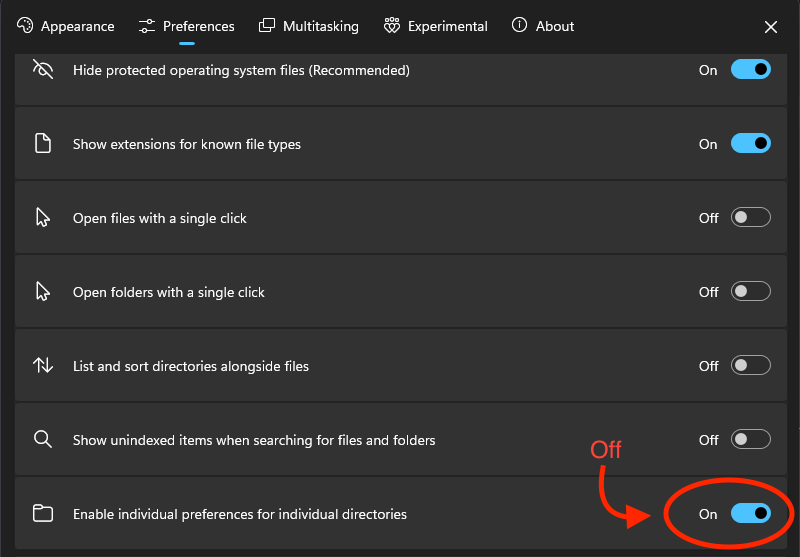 Appearance Preferences Multitasking Experimental About
Hide protected operating system files (Recommended) On
Show extensions for known file types On
Open files with a single click Off
Open folders with a single click Off
List and sort directories alongside files Off
Show unindexed items when searching for files and folders Off
Off
Enable individual preferences for individual directories On